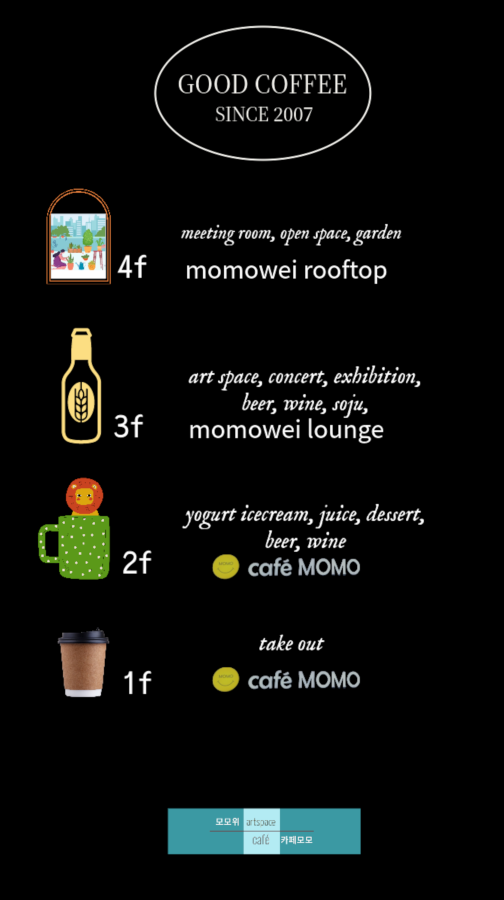 GOOD COFFEE
SINCE 2007
meeting room, open space, garden
4f momowei rooftop
art space, concert, exhibition,
beer, wine, soju,
3f momowei lounge
yogurt icecream, juice, dessert,
beer, wine
2f MOMO café MOMO
take out
1f MOMO café MOMO
모모위 artspace
café 카페모모